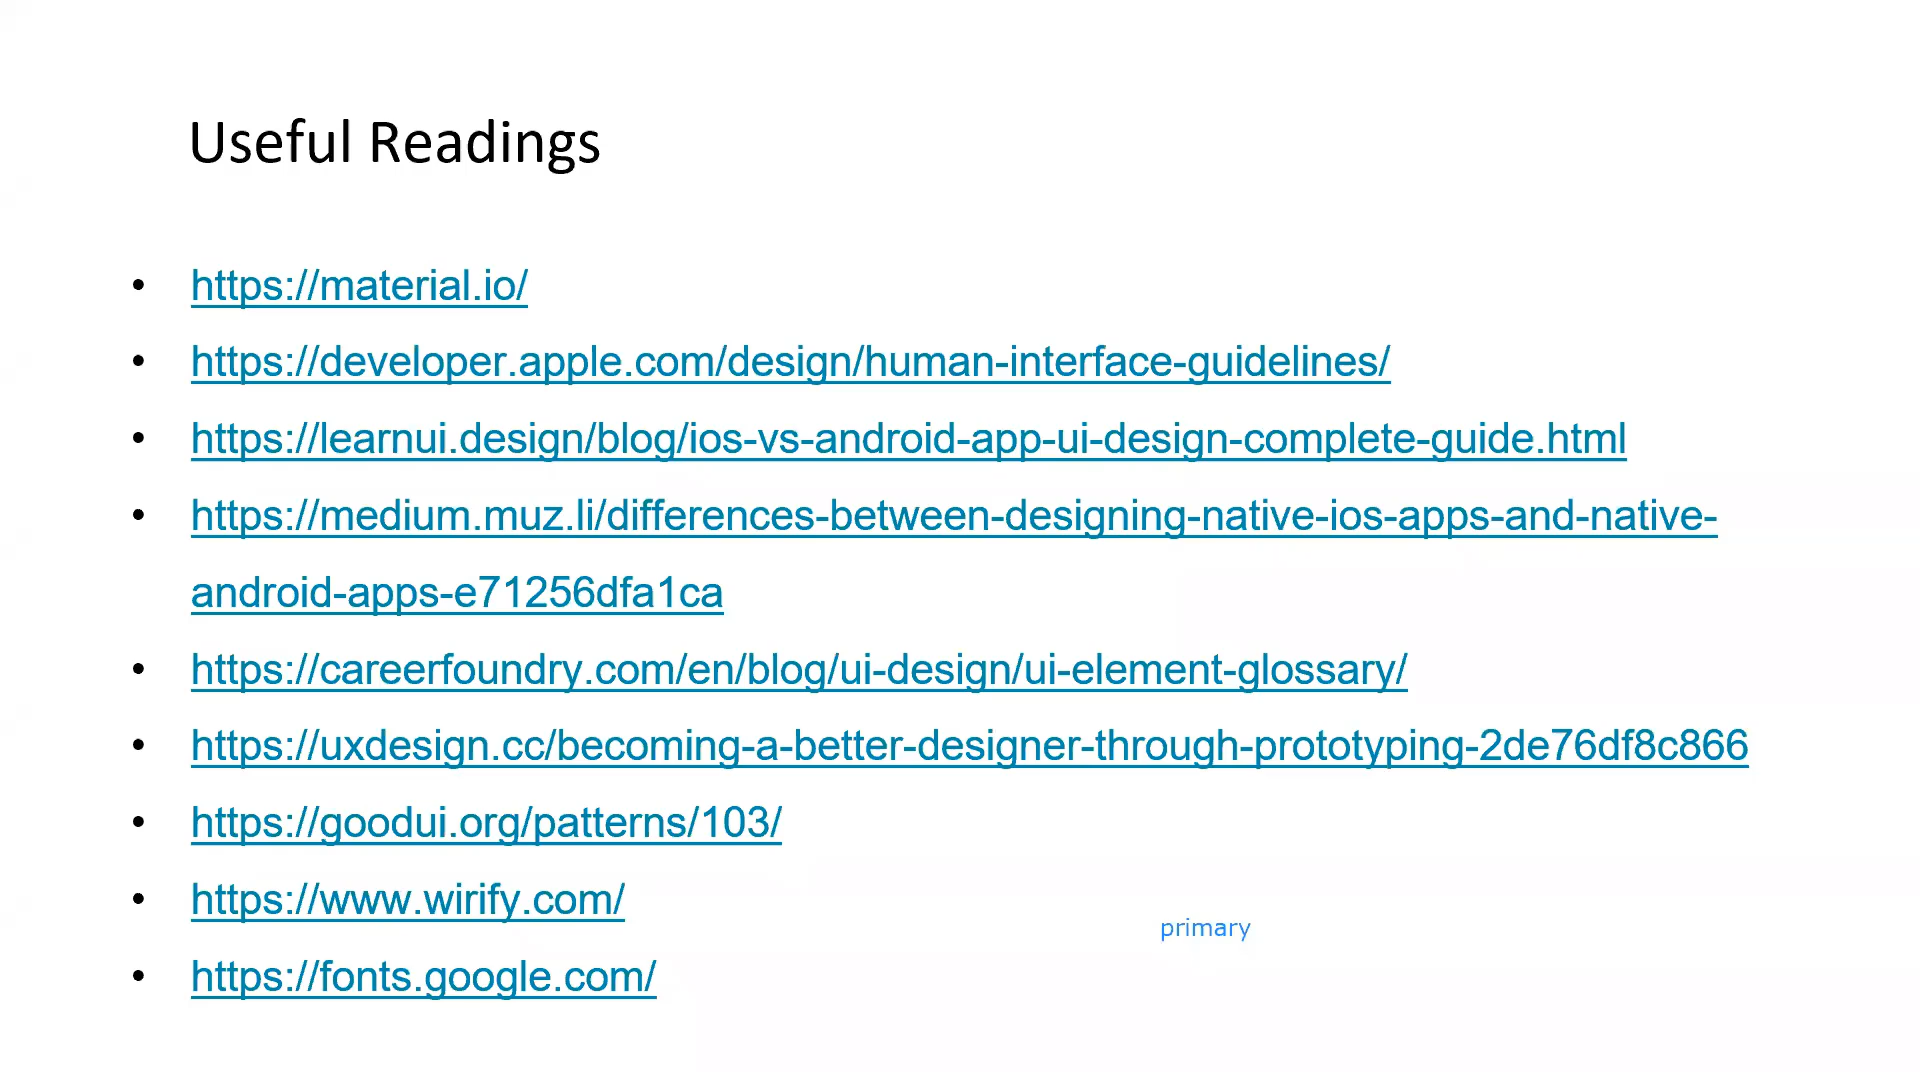 Useful Readings
• https://material.io/
• https://developer.apple.com/design/human-interface-guidelines/
• https://learnui.design/blog/ios-vs-android-app-ui-design-complete-guide.html
• https://medium.muz.li/differences-between-designing-native-ios-apps-and-native-
android-apps-e71256dfa1ca
• https://careerfoundry.com/en/blog/ui-design/ui-element-glossary/
• https://uxdesign.cc/becoming-a-better-designer-through-prototyping-2de76df8c866
• https://goodui.org/patterns/103/
• https://www.wirify.com/
primary
• https://fonts.google.com/